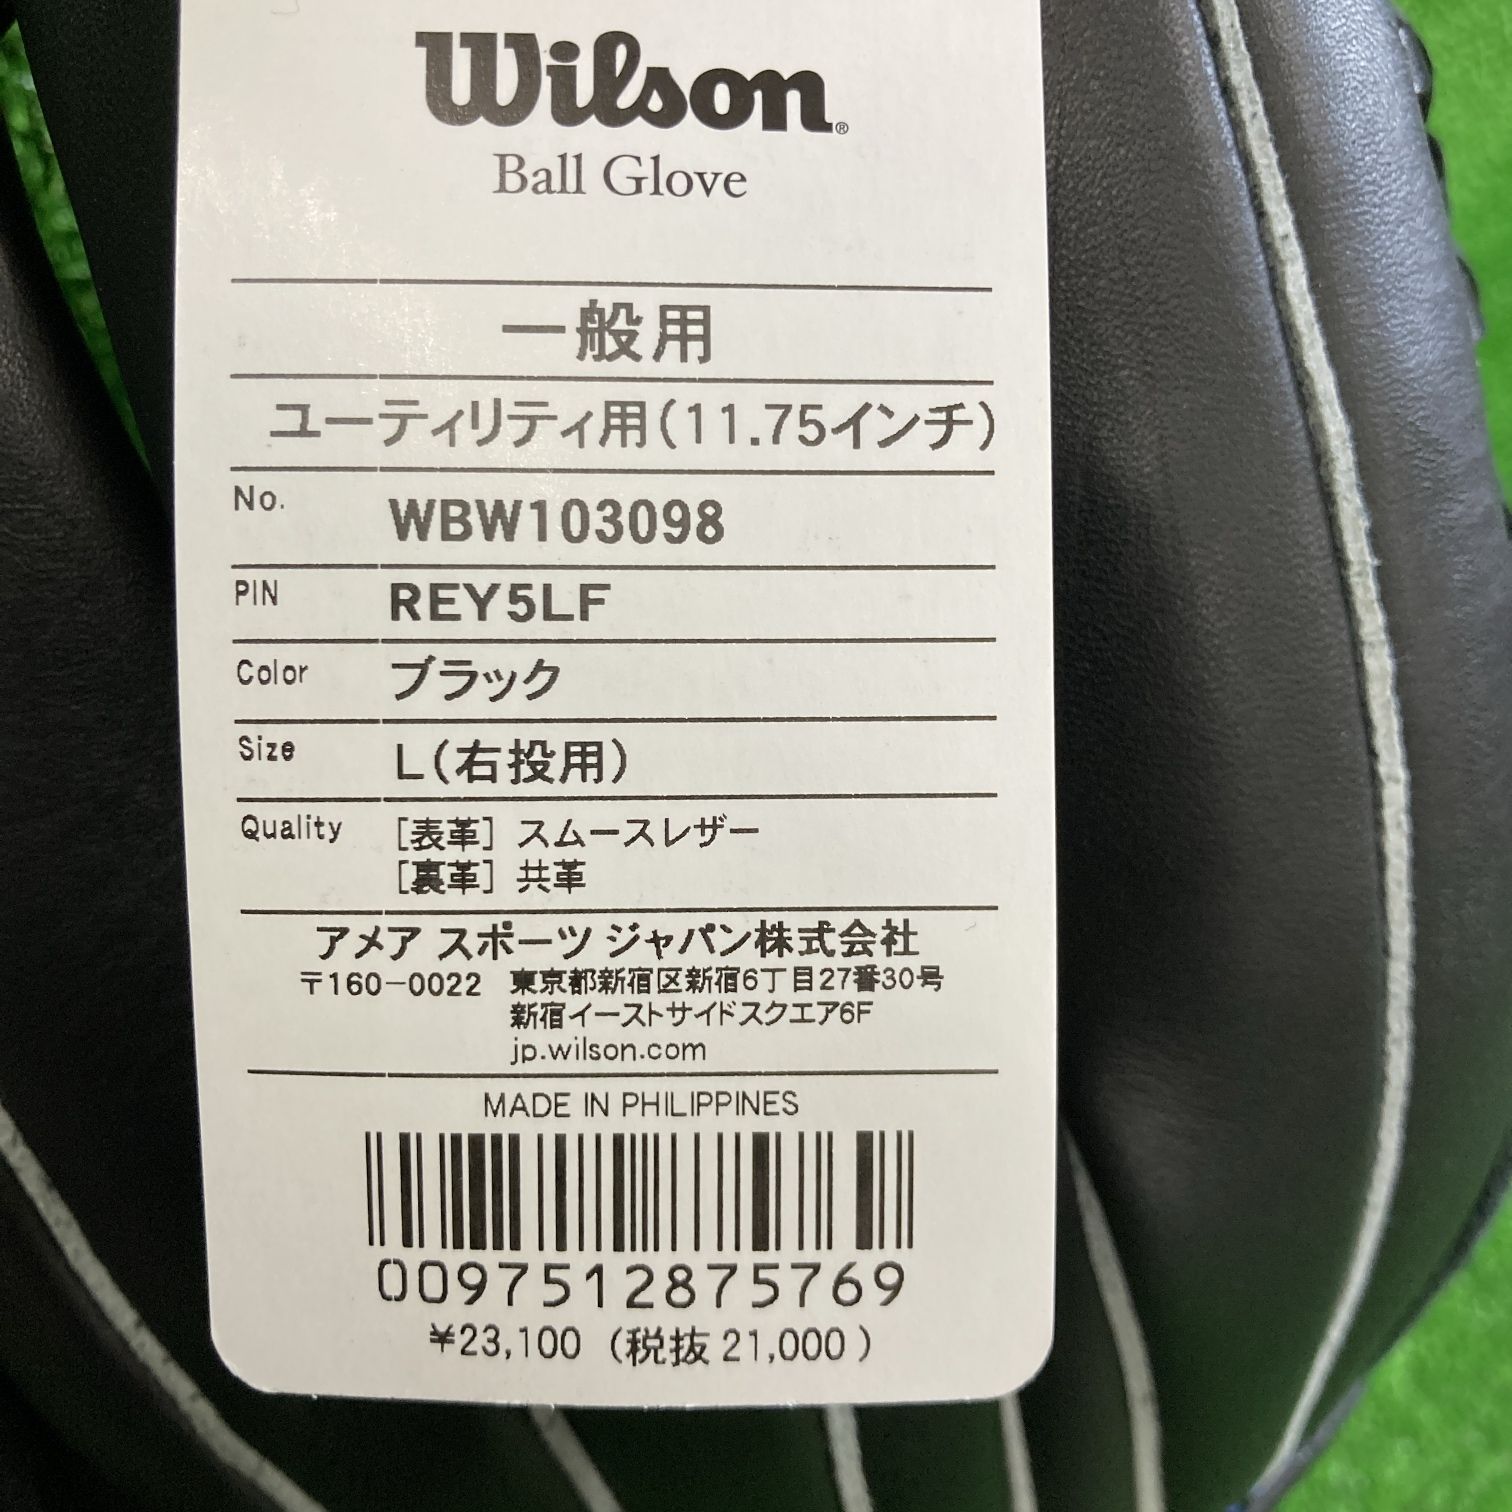 Wilson®
Ball Glove
一般用
ユーティリティ用(11.75インチ)
No. WBW103098
PIN REY5LF
Color ブラック
Size L(右投用)
Quality [表革] スムースレザー
[裏革] 共革
アメア スポーツ ジャパン株式会社
〒160-0022 東京都新宿区新宿6丁目27番30号
新宿イーストサイドスクエア6F
jp.wilson.com
MADE IN PHILIPPINES
0097512875769
¥23,100 (税抜 21,000 )